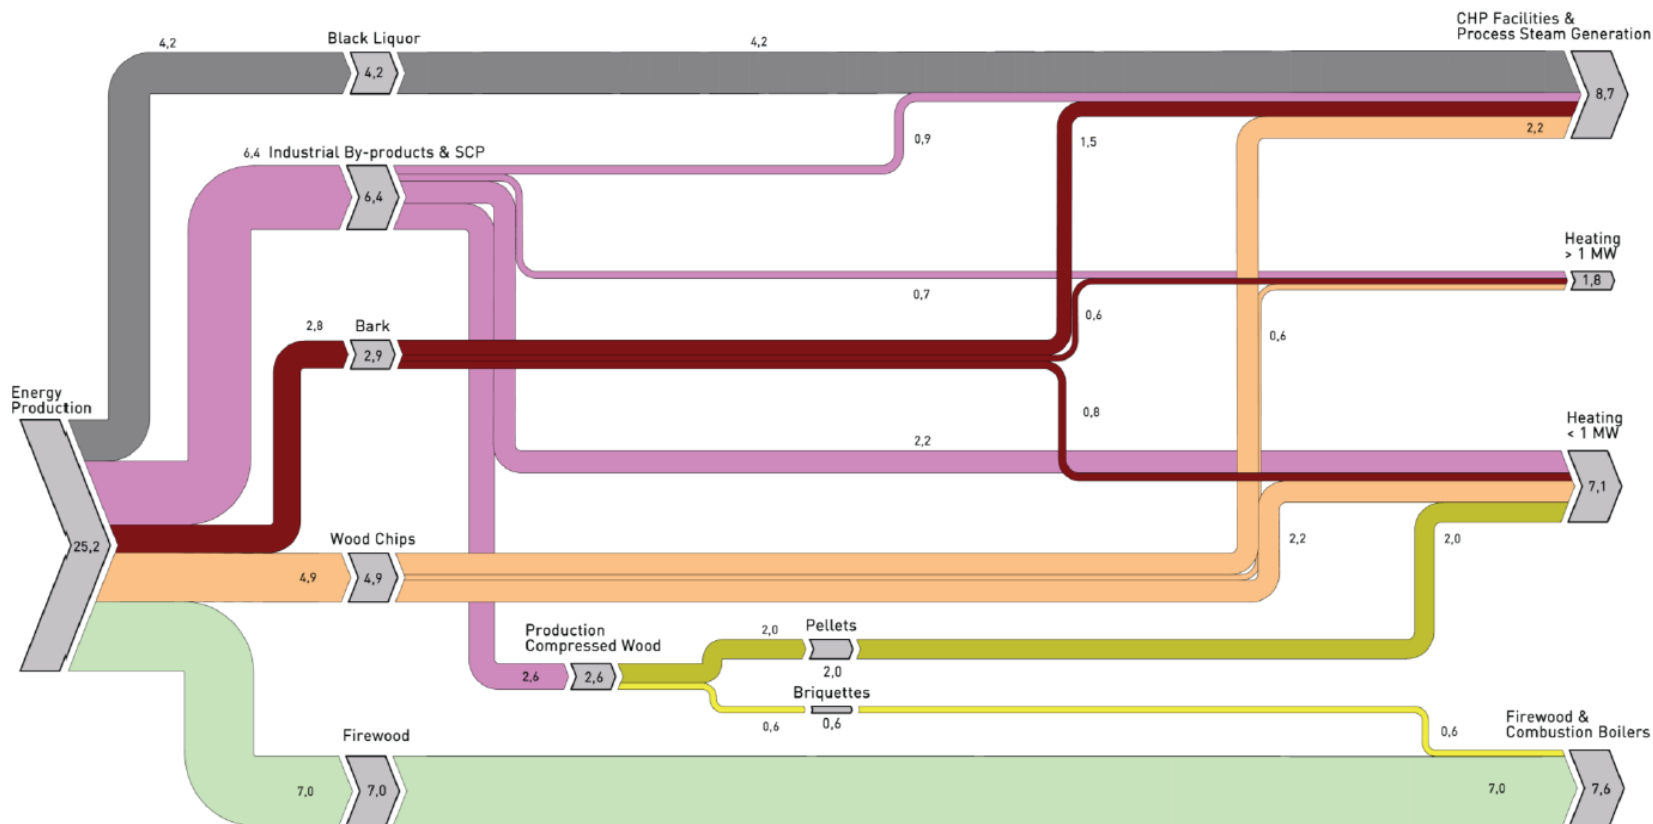 CHP Facilities &
Process Steam Generation
4,2
Black Liquor
4,2
4,2
8,7
2,2
0,9
1,5
6,4
Industrial By-products & SCP
6,4
Heating
> 1 MW
1,8
0,7
0,6
0,6
2,8
Bark
2,9
Energy
Production
0,8
Heating
< 1 MW
2,2
7,1
25,2
Wood Chips
4,9
4,9
2,2
2,0
Production
Compressed Wood
2,0
Pellets
2,6
2,6
2,0
Briquettes
0,6
0,6
Firewood &
Combustion Boilers
0,6
Firewood
7,0
7,0
7,0
7,6